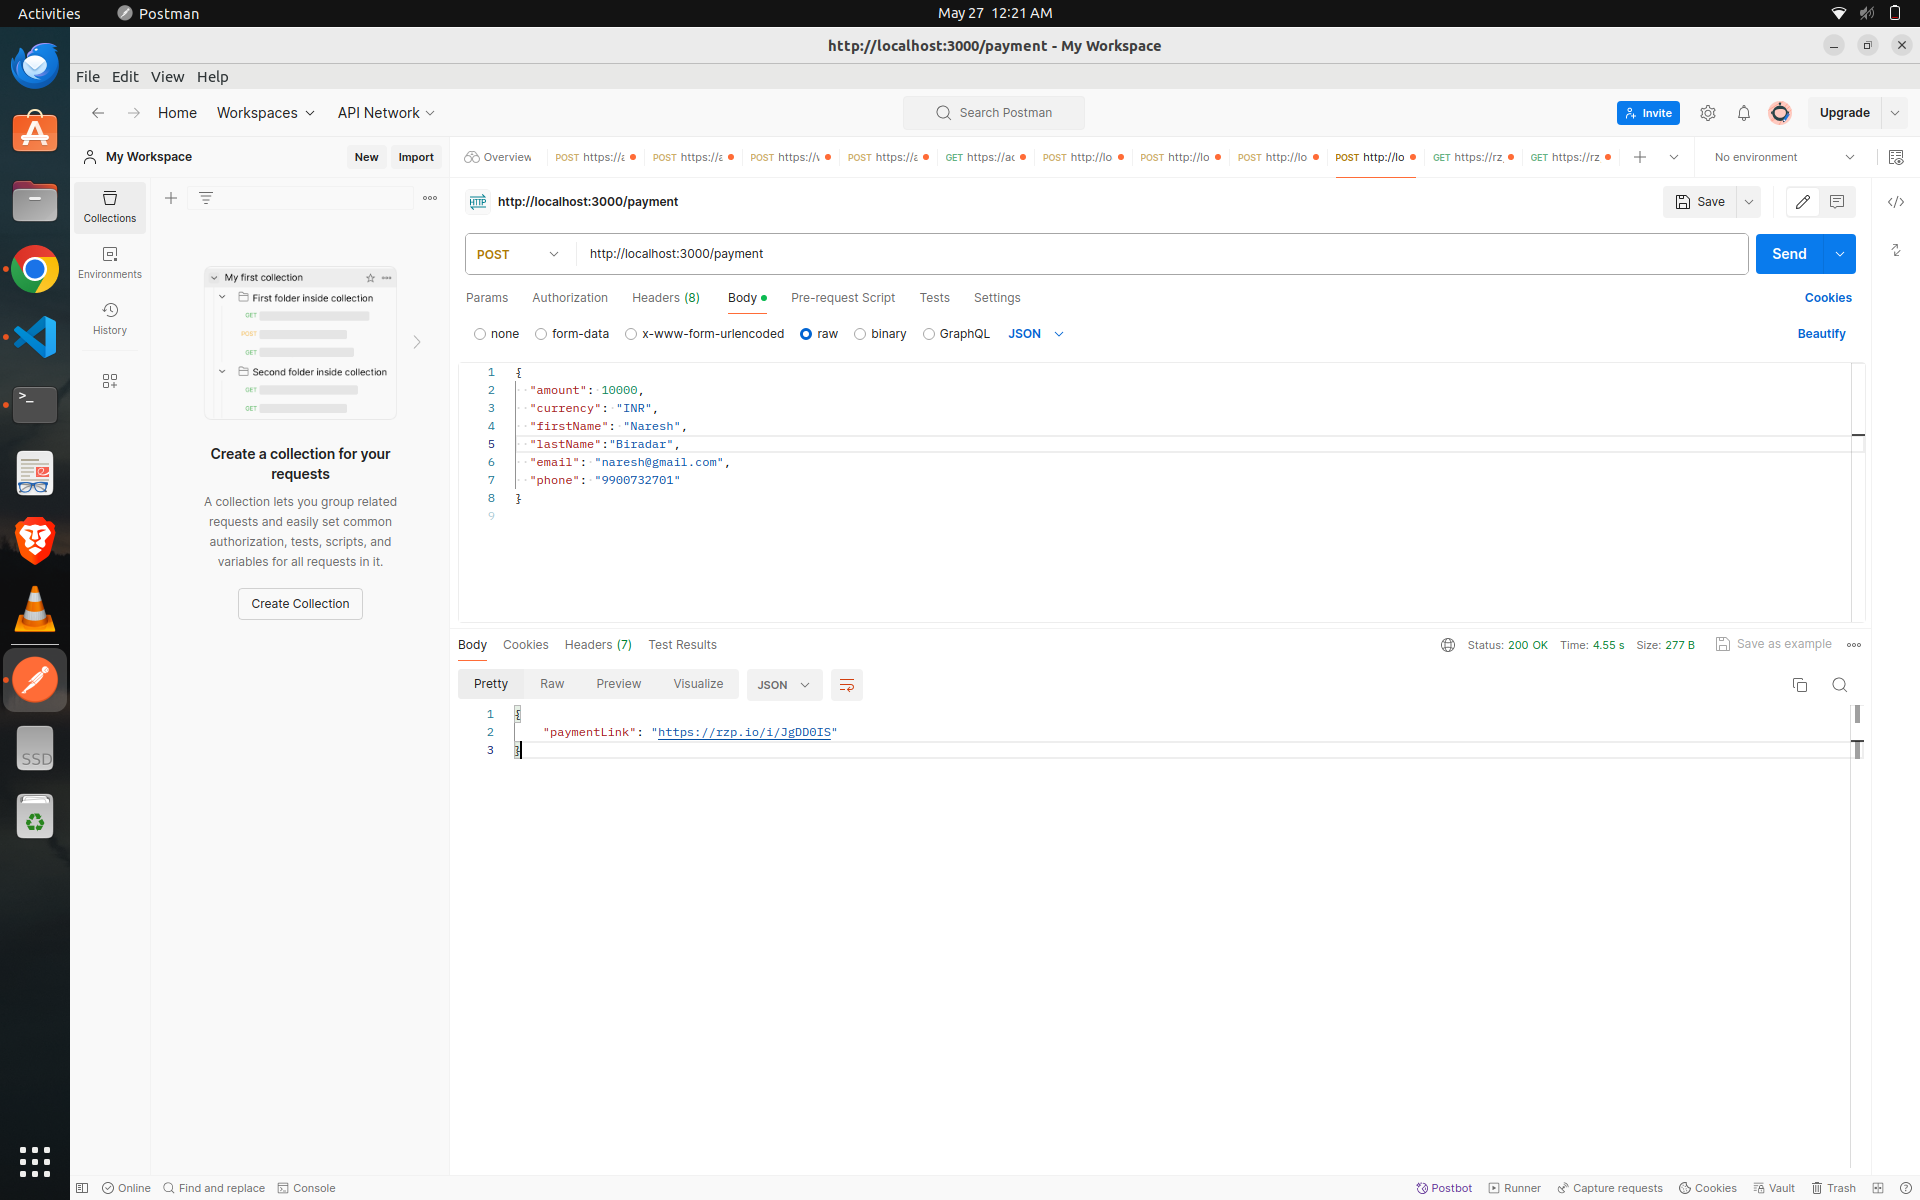 Activities
Postman
May 27 12:21 AM
http://localhost:3000/payment - My Workspace
File Edit View Help
Home Workspaces API Network
Search Postman
Invite
Upgrade
My Workspace
New Import
Overview
POST https://
POST https://
POST https://
POST https://
GET https://
POST http://lo
POST http://lo
POST http://lo
POST http://lo
GET https://rz
GET https://rz
No environment
Collections
Environments
History
My first collection
First folder inside collection
GET
POST
GET
Second folder inside collection
GET
GET
Create a collection for your
requests
A collection lets you group related
requests and easily set common
authorization, tests, scripts, and
variables for all requests in it.
Create Collection
HTTP http://localhost:3000/payment
Save
POST http://localhost:3000/payment
Send
Params Authorization Headers (8) Body Pre-request Script Tests Settings
Cookies
none form-data x-www-form-urlencoded raw binary GraphQL JSON
Beautify
1 {
2 "amount": 10000,
3 "currency": "INR",
4 "firstName": "Naresh",
5 "lastName":"Biradar",
6 "email": "naresh@gmail.com",
7 "phone": "9900732701"
8 }
9
Body Cookies Headers (7) Test Results
Status: 200 OK Time: 4.55 s Size: 277 B
Save as example
Pretty Raw Preview Visualize
JSON
1 {
2 "paymentLink": "https://rzp.io/i/JgDD0IS"
3 }
SSD
Online Find and replace Console
Postbot Runner Capture requests Cookies Vault Trash